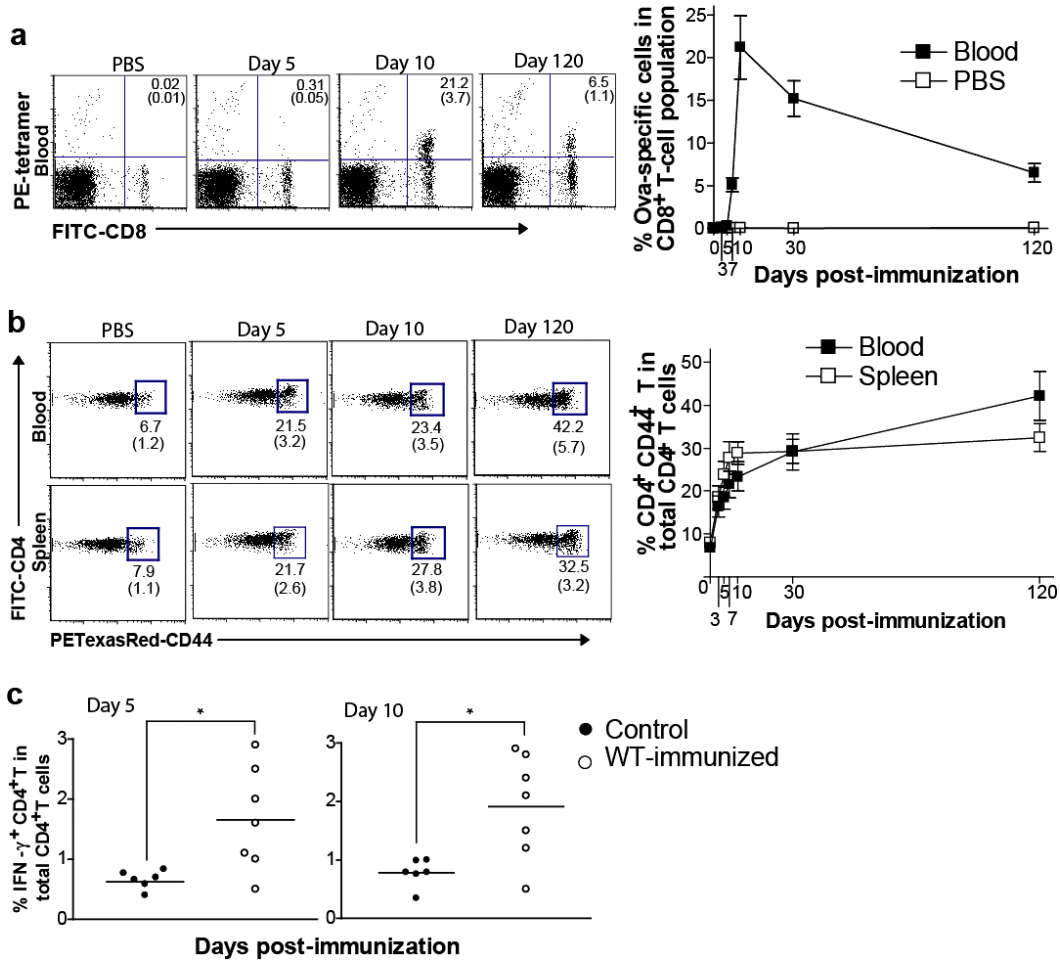 a
PBS
Day 5
Day 10
Day 120
0.02
(0.01)
0.31
(0.05)
21.2
(3.7)
6.5
(1.1)
PE-tetramer
Blood
FITC-CD8
% Ova-specific cells in
CD8+ T-cell population
25
20
15
10
5
0
0 5 10 30 120
3 7
Days post-immunization
Blood
PBS
b
PBS
Day 5
Day 10
Day 120
FITC-CD4
Blood
6.7
(1.2)
21.5
(3.2)
23.4
(3.5)
42.2
(5.7)
Spleen
7.9
(1.1)
21.7
(2.6)
27.8
(3.8)
32.5
(3.2)
PETexasRed-CD44
Blood
Spleen
% CD4+ CD44+ T in
total CD4+ T cells
50
40
30
20
10
0 5 10 30 120
3 7
Days post-immunization
c
Day 5
*
Day 10
*
Control
WT-immunized
% IFN -γ+ CD4+T in
total CD4+T cells
3
2
1
0
3
2
1
0
Days post-immunization